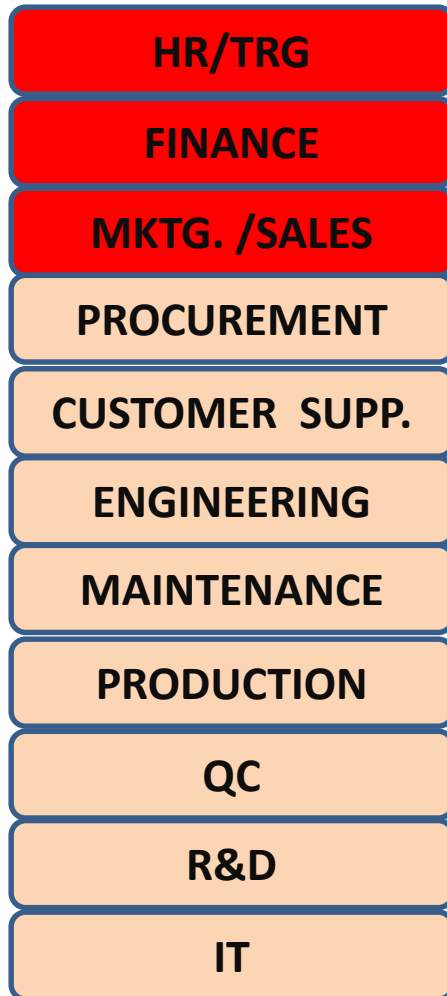 HR/TRG
FINANCE
MKTG. /SALES
PROCUREMENT
CUSTOMER  SUPP.
ENGINEERING
MAINTENANCE
PRODUCTION
QC
R&D
IT